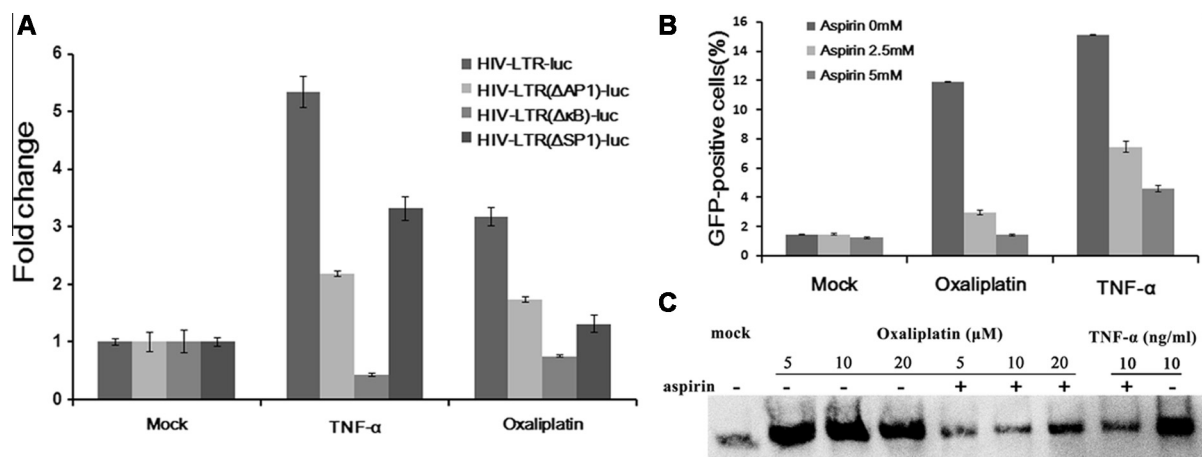 A
Fold change
6
5
4
3
2
1
0
HIV-LTR-luc
HIV-LTR(ΔAP1)-luc
HIV-LTR(ΔκB)-luc
HIV-LTR(ΔSP1)-luc
Mock
TNF-α
Oxaliplatin
B
GFP-positive cells(%)
16
14
12
10
8
6
4
2
0
Aspirin 0mM
Aspirin 2.5mM
Aspirin 5mM
Mock
Oxaliplatin
TNF-α
C
mock Oxaliplatin (μM) TNF-α (ng/ml)
5 10 20 5 10 20 10 10
aspirin - - - - + + + + -